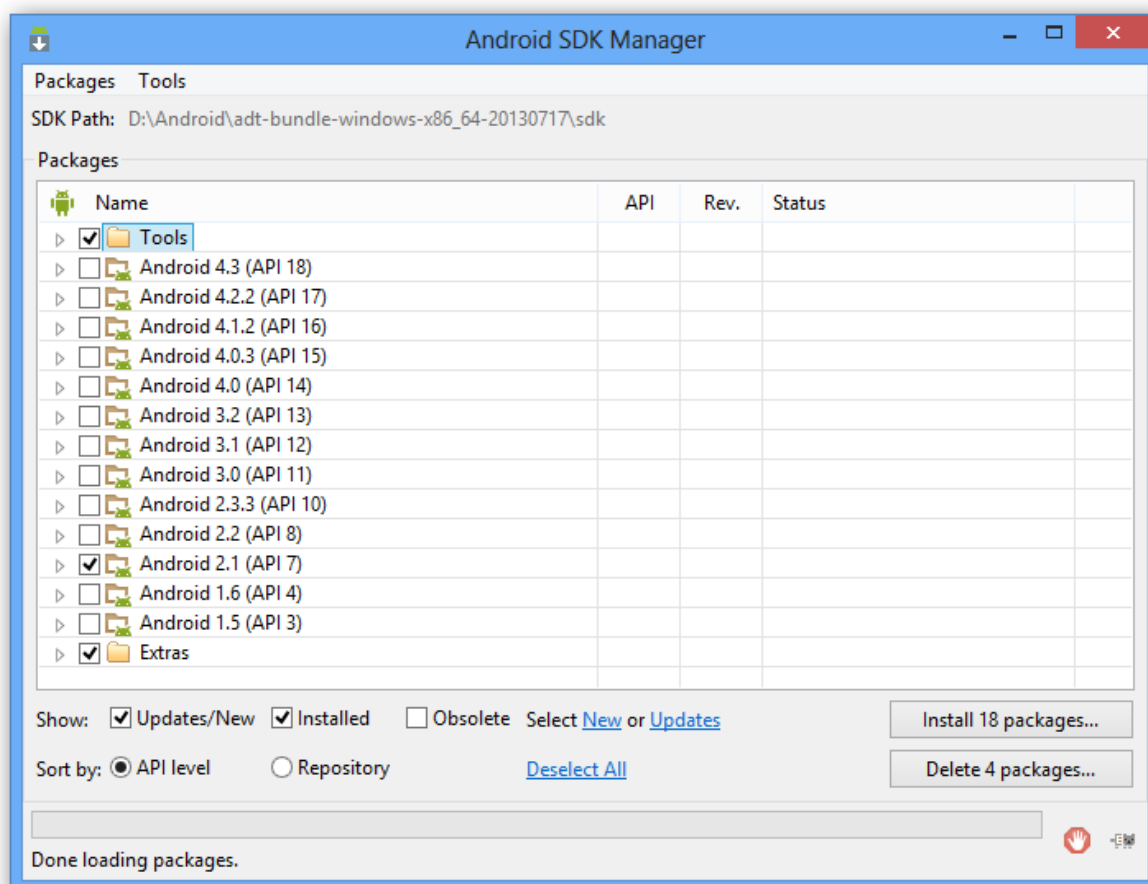 Android SDK Manager
Packages Tools
SDK Path: D:\Android\adt-bundle-windows-x86_64-20130717\sdk
Packages
Name API Rev. Status
Tools
Android 4.3 (API 18)
Android 4.2.2 (API 17)
Android 4.1.2 (API 16)
Android 4.0.3 (API 15)
Android 4.0 (API 14)
Android 3.2 (API 13)
Android 3.1 (API 12)
Android 3.0 (API 11)
Android 2.3.3 (API 10)
Android 2.2 (API 8)
Android 2.1 (API 7)
Android 1.6 (API 4)
Android 1.5 (API 3)
Extras
Show: Updates/New Installed Obsolete Select New or Updates Install 18 packages...
Sort by: API level Repository Deselect All Delete 4 packages...
Done loading packages.